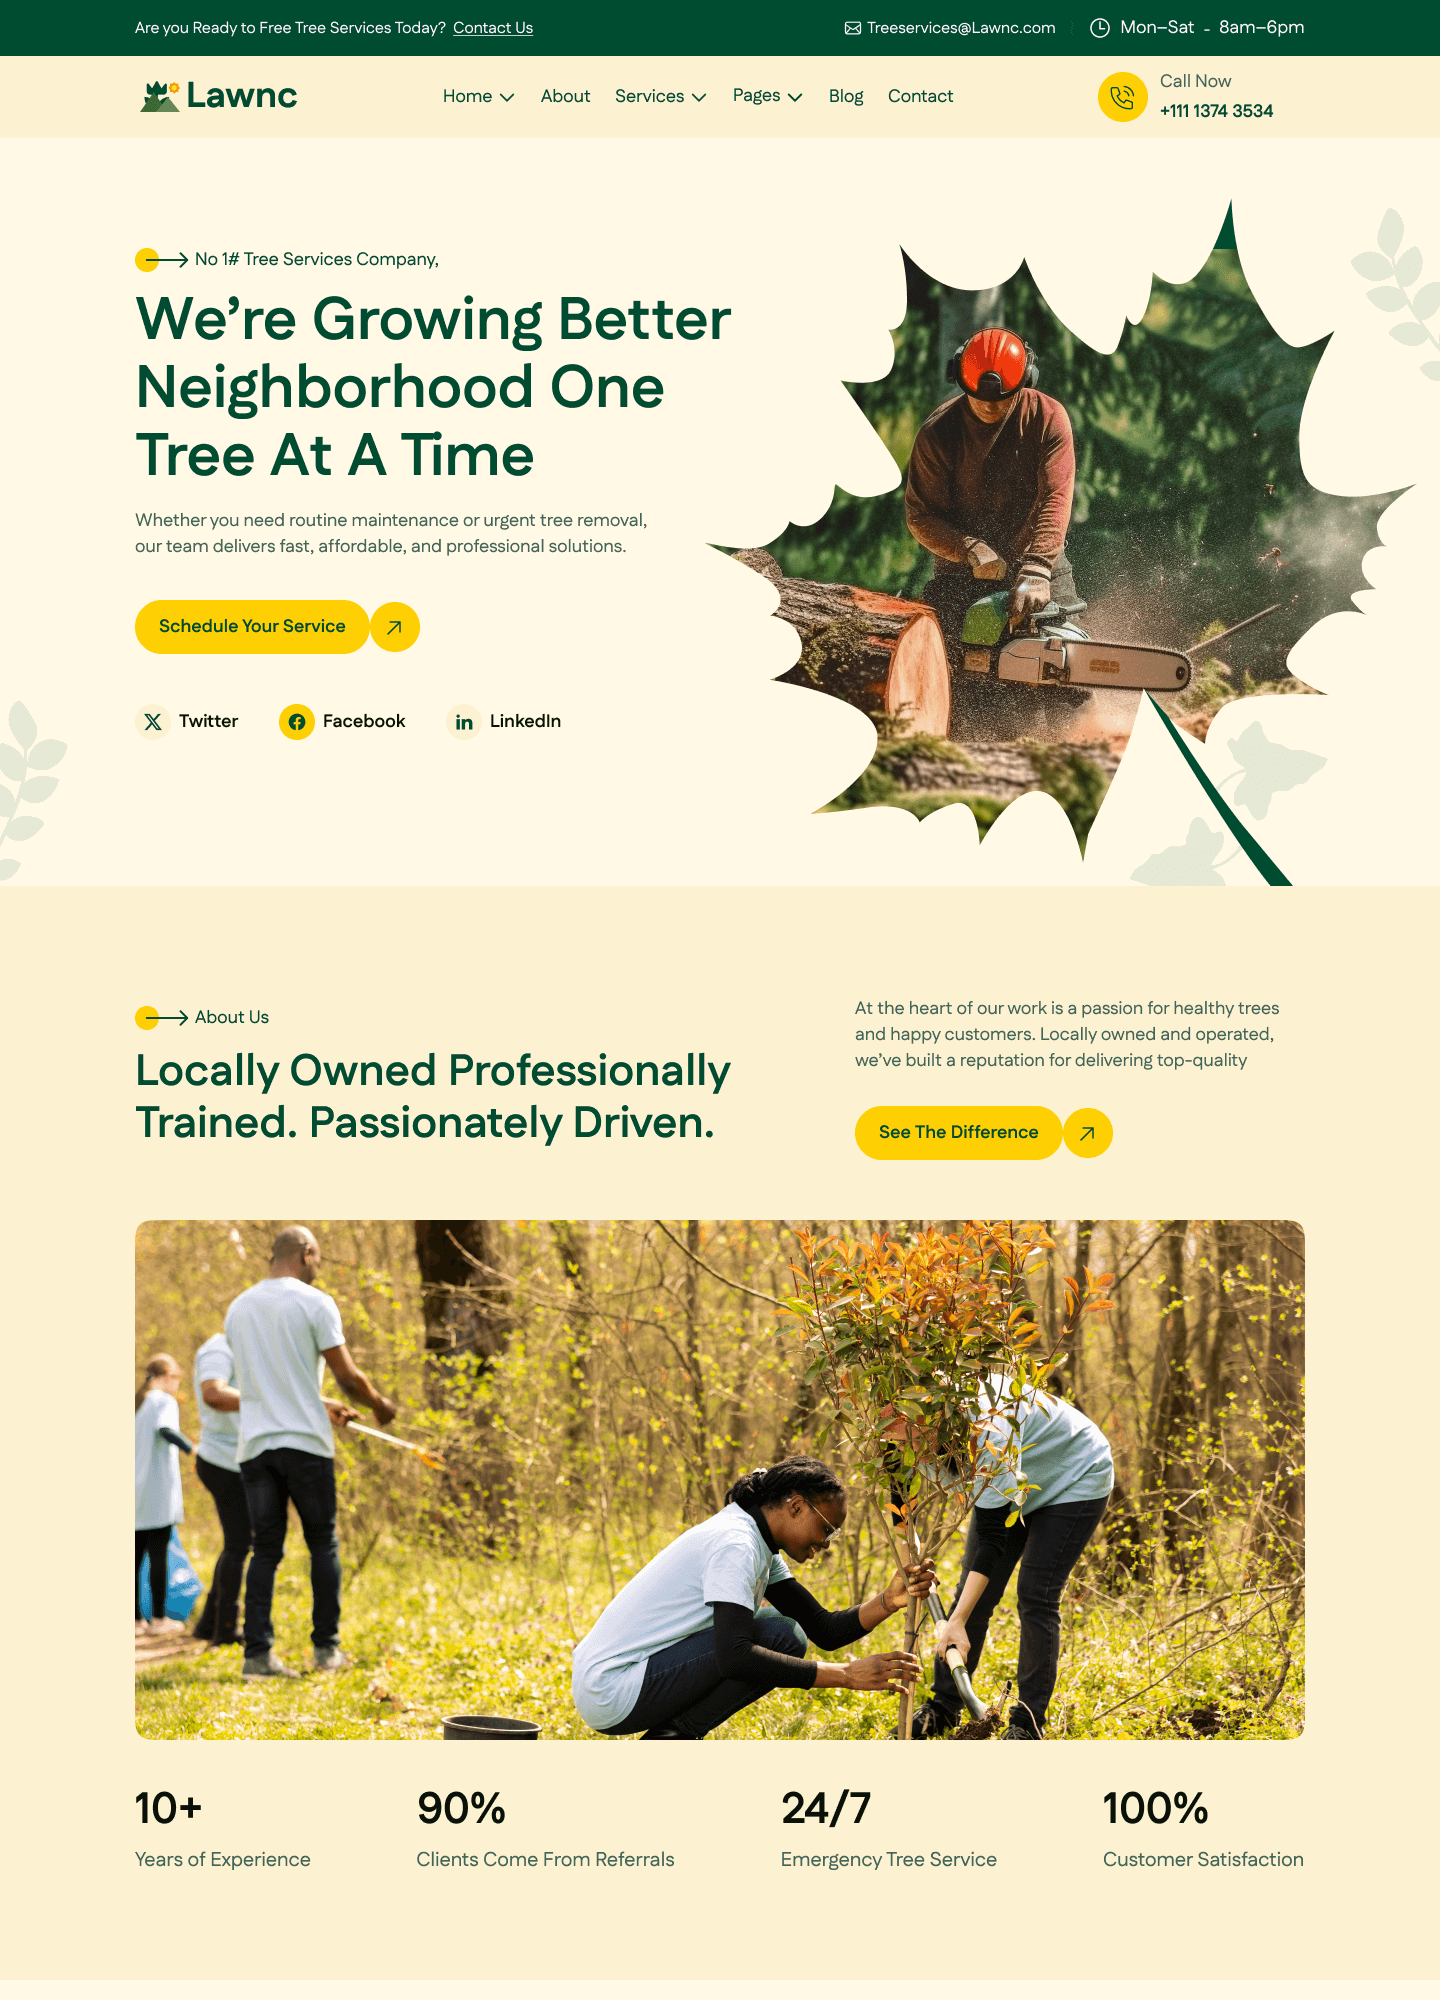 Are you Ready to Free Tree Services Today? Contact Us
Treeservices@Lawnc.com
Mon–Sat - 8am–6pm
Lawnc
Home
About
Services
Pages
Blog
Contact
Call Now
+111 1374 3534
No 1# Tree Services Company,
We’re Growing Better
Neighborhood One
Tree At A Time
Whether you need routine maintenance or urgent tree removal,
our team delivers fast, affordable, and professional solutions.
Schedule Your Service
Twitter
Facebook
LinkedIn
About Us
Locally Owned Professionally
Trained. Passionately Driven.
At the heart of our work is a passion for healthy trees
and happy customers. Locally owned and operated,
we’ve built a reputation for delivering top-quality
See The Difference
10+
Years of Experience
90%
Clients Come From Referrals
24/7
Emergency Tree Service
100%
Customer Satisfaction